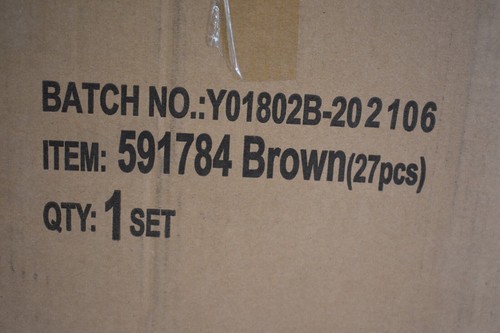 BATCH NO.:Y01802B-202106
ITEM: 591784 Brown(27pcs)
QTY: 1 SET